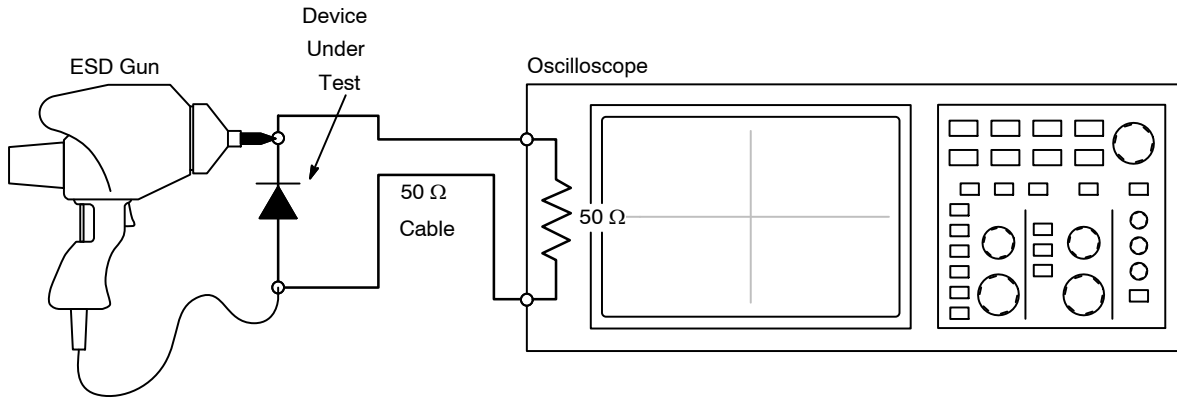 Device
Under
Test
ESD Gun
Oscilloscope
50 Ω
Cable
50 Ω